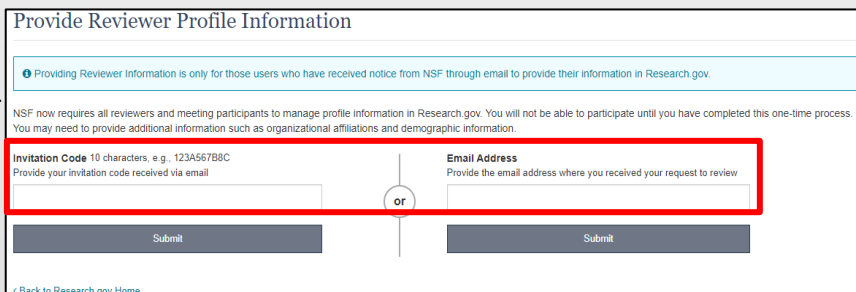 Provide Reviewer Profile Information
Providing Reviewer Information is only for those users who have received notice from NSF through email to provide their information in Research.gov.
NSF now requires all reviewers and meeting participants to manage profile information in Research.gov. You will not be able to participate until you have completed this one-time process.
You may need to provide additional information such as organizational affiliations and demographic information.
Invitation Code 10 characters, e.g., 123A567B8C
Provide your invitation code received via email
Submit
or
Email Address
Provide the email address where you received your request to review
Submit
Back to Research.gov Home